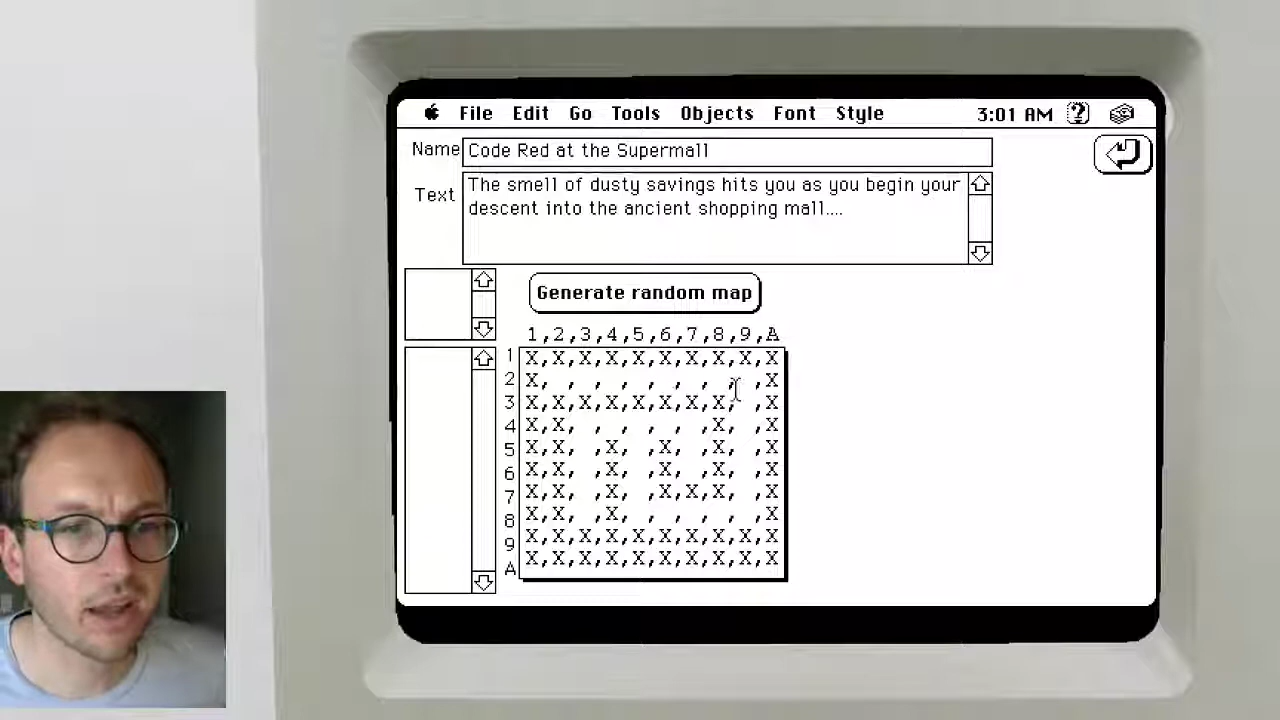 File Edit Go Tools Objects Font Style 3:01 AM
Name Code Red at the Supermall
Text The smell of dusty savings hits you as you begin your
descent into the ancient shopping mall....
Generate random map
1,2,3,4,5,6,7,8,9,A
1 X,X,X,X,X,X,X,X,X,X
2 X, , , , , , , , ,X
3 X,X,X,X,X,X,X,X, ,X
4 X,X, , , , , ,X, ,X
5 X,X, ,X, ,X, ,X, ,X
6 X,X, ,X, ,X, ,X, ,X
7 X,X, ,X, ,X,X,X, ,X
8 X,X, ,X, , , , , ,X
9 X,X,X,X,X,X,X,X,X,X
A X,X,X,X,X,X,X,X,X,X